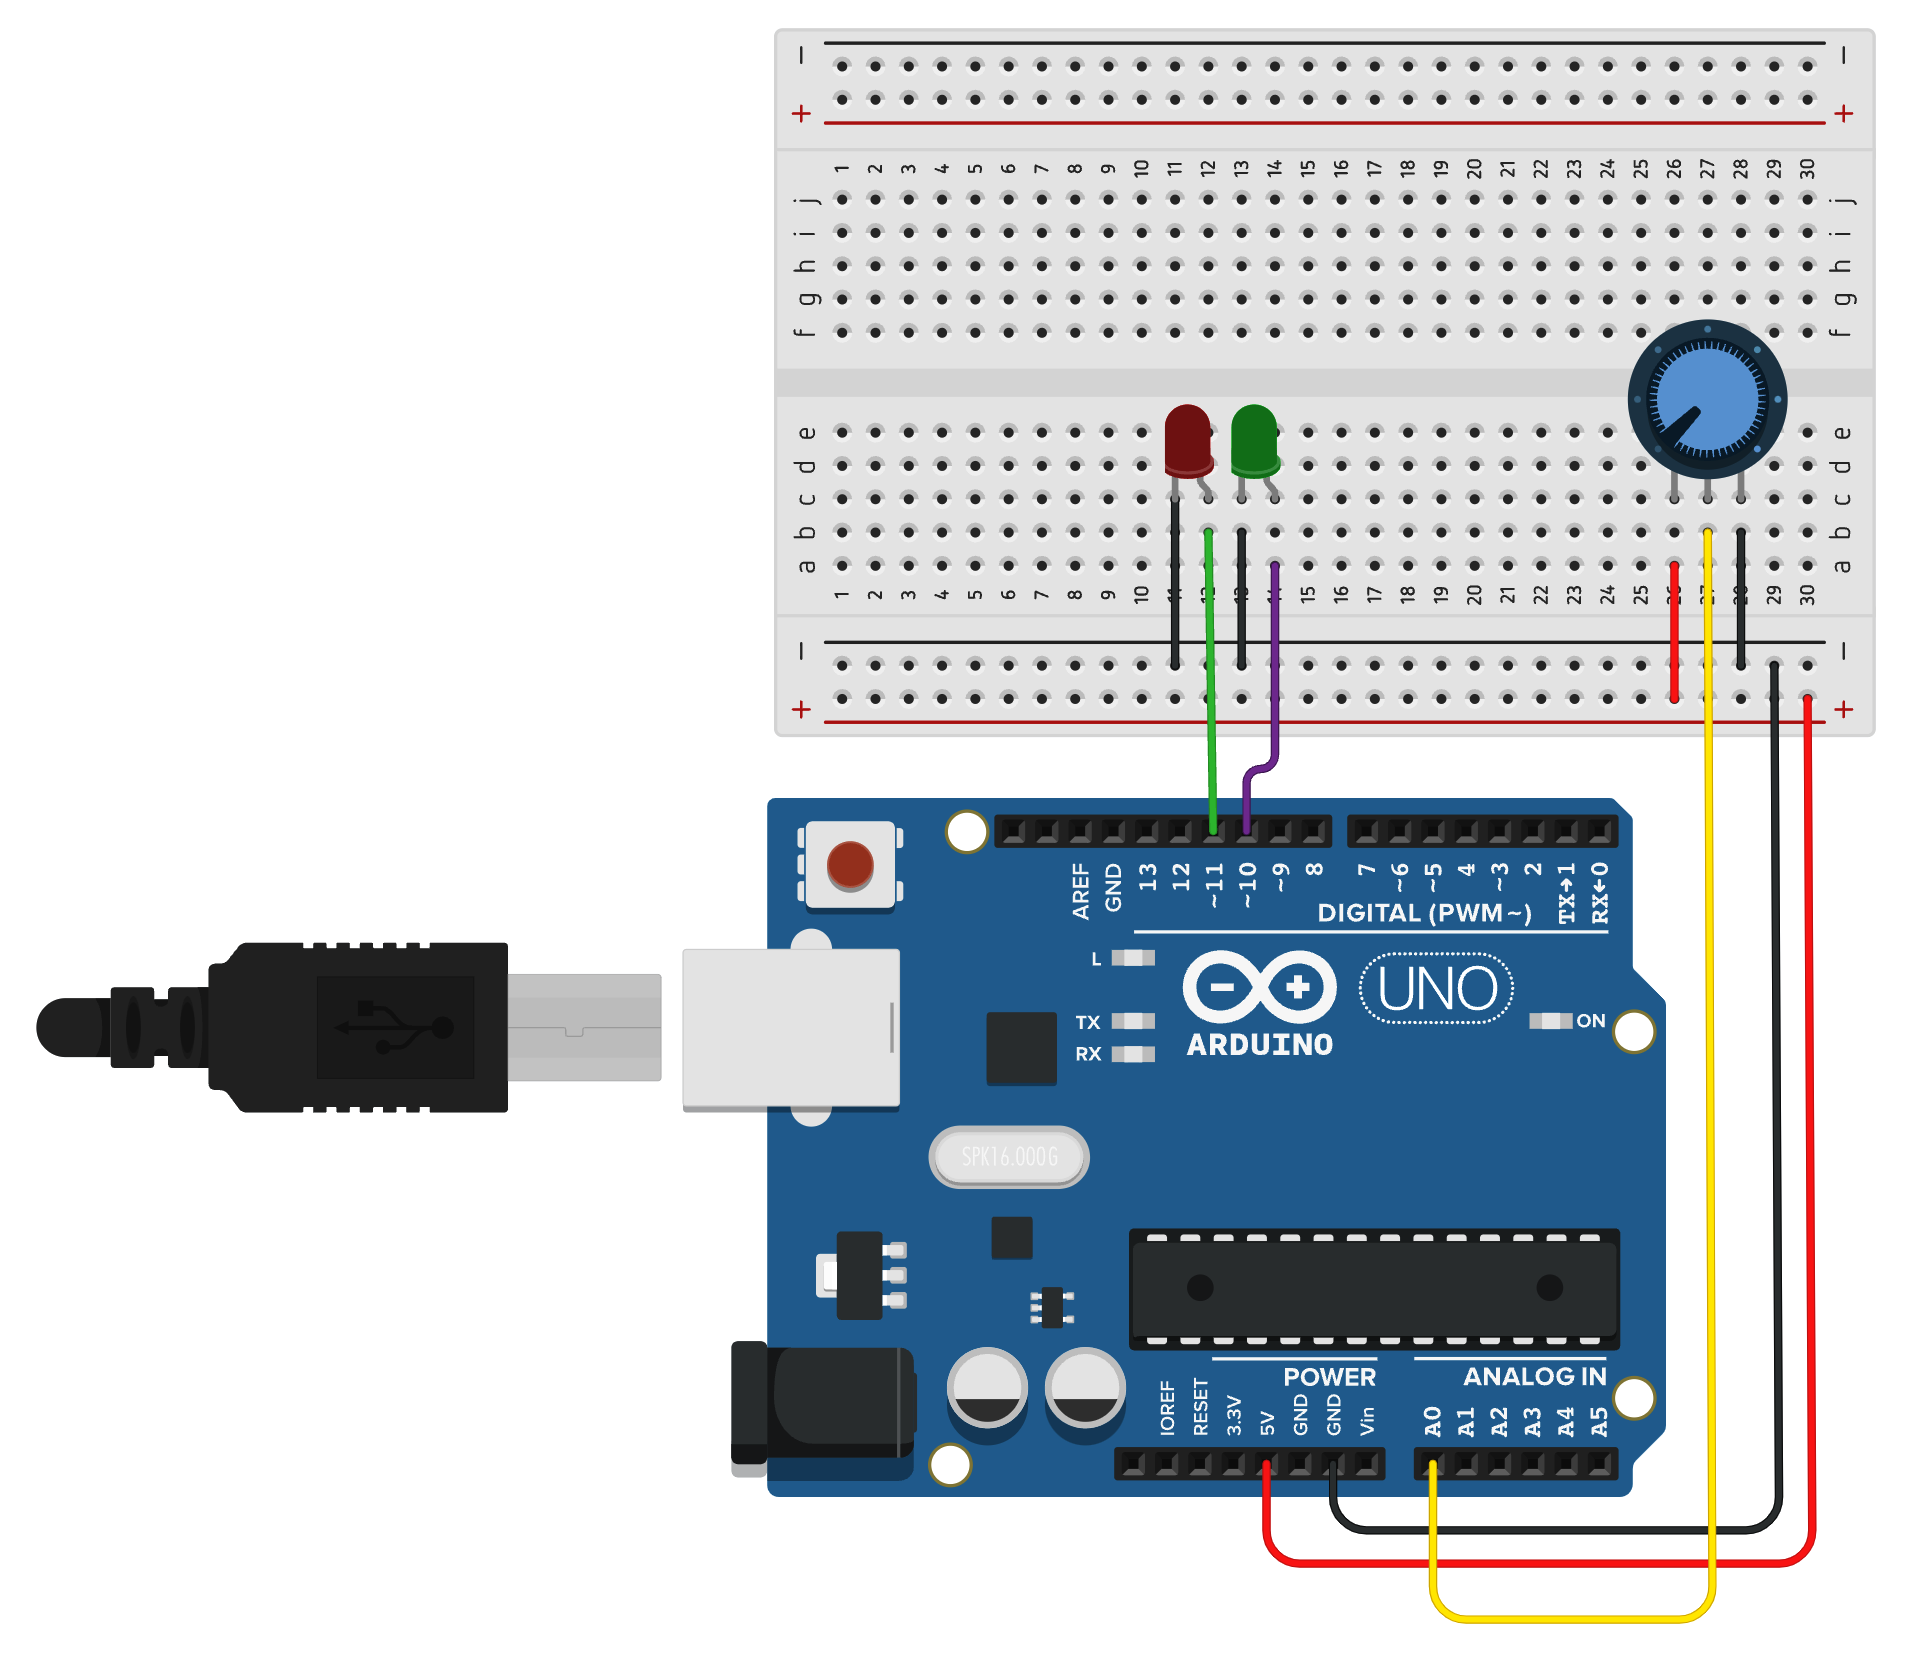 − −
+ +
1 2 3 4 5 6 7 8 9 10 11 12 13 14 15 16 17 18 19 20 21 22 23 24 25 26 27 28 29 30
j j
i i
h h
g g
f f
e e
d d
c c
b b
a a
1 2 3 4 5 6 7 8 9 10 11 12 13 14 15 16 17 18 19 20 21 22 23 24 25 26 27 28 29 30
− −
+ +
AREF GND 13 12 ~11 ~10 ~9 8 7 ~6 ~5 4 ~3 2 TX→1 RX←0
DIGITAL (PWM~)
L
UNO
TX
ON
RX
ARDUINO
SPK16.000G
POWER
ANALOG IN
IOREF RESET 3.3V 5V GND GND Vin A0 A1 A2 A3 A4 A5